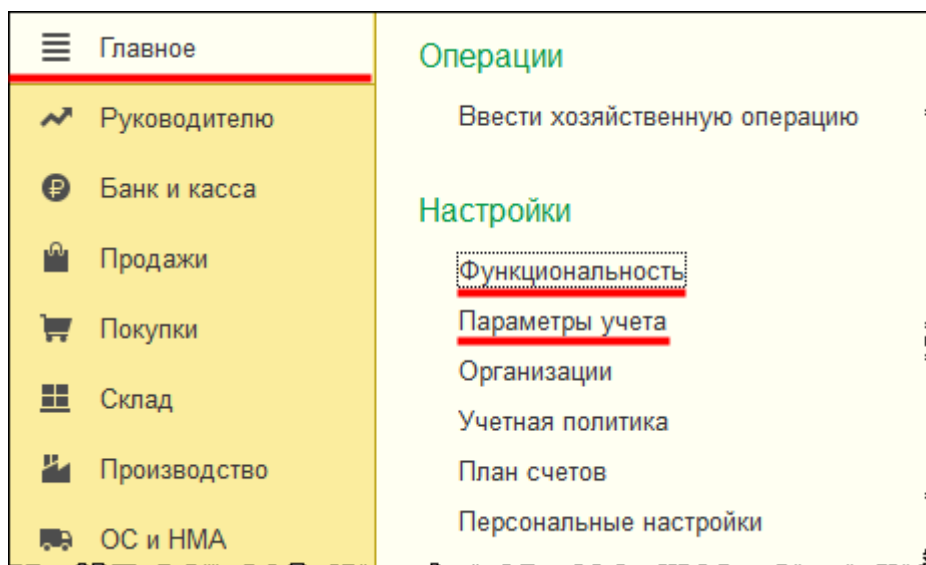 Главное
Руководителю
Банк и касса
Продажи
Покупки
Склад
Производство
ОС и НМА
Операции
Ввести хозяйственную операцию
Настройки
Функциональность
Параметры учета
Организации
Учетная политика
План счетов
Персональные настройки